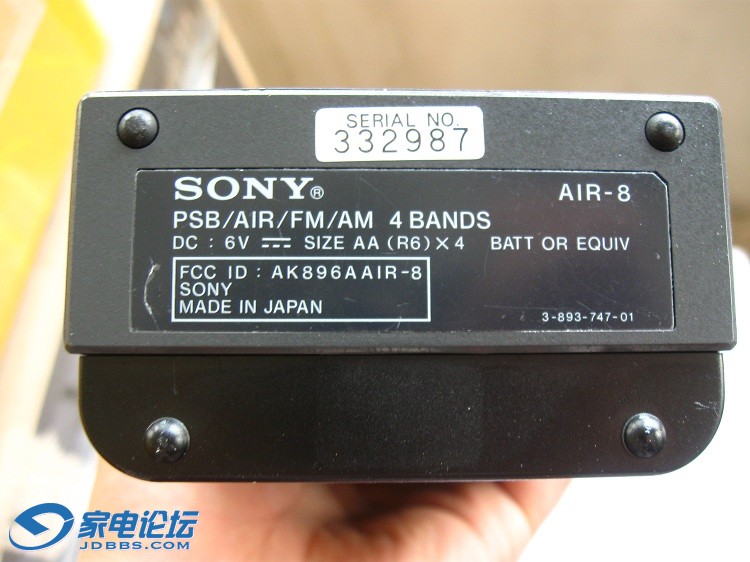 SERIAL NO.
332987
SONY®
AIR-8
PSB/AIR/FM/AM 4 BANDS
DC : 6V ⎓ SIZE AA (R6) × 4 BATT OR EQUIV
FCC ID : AK896AAIR-8
SONY
MADE IN JAPAN
3-893-747-01
家电论坛
JDBBS.COM